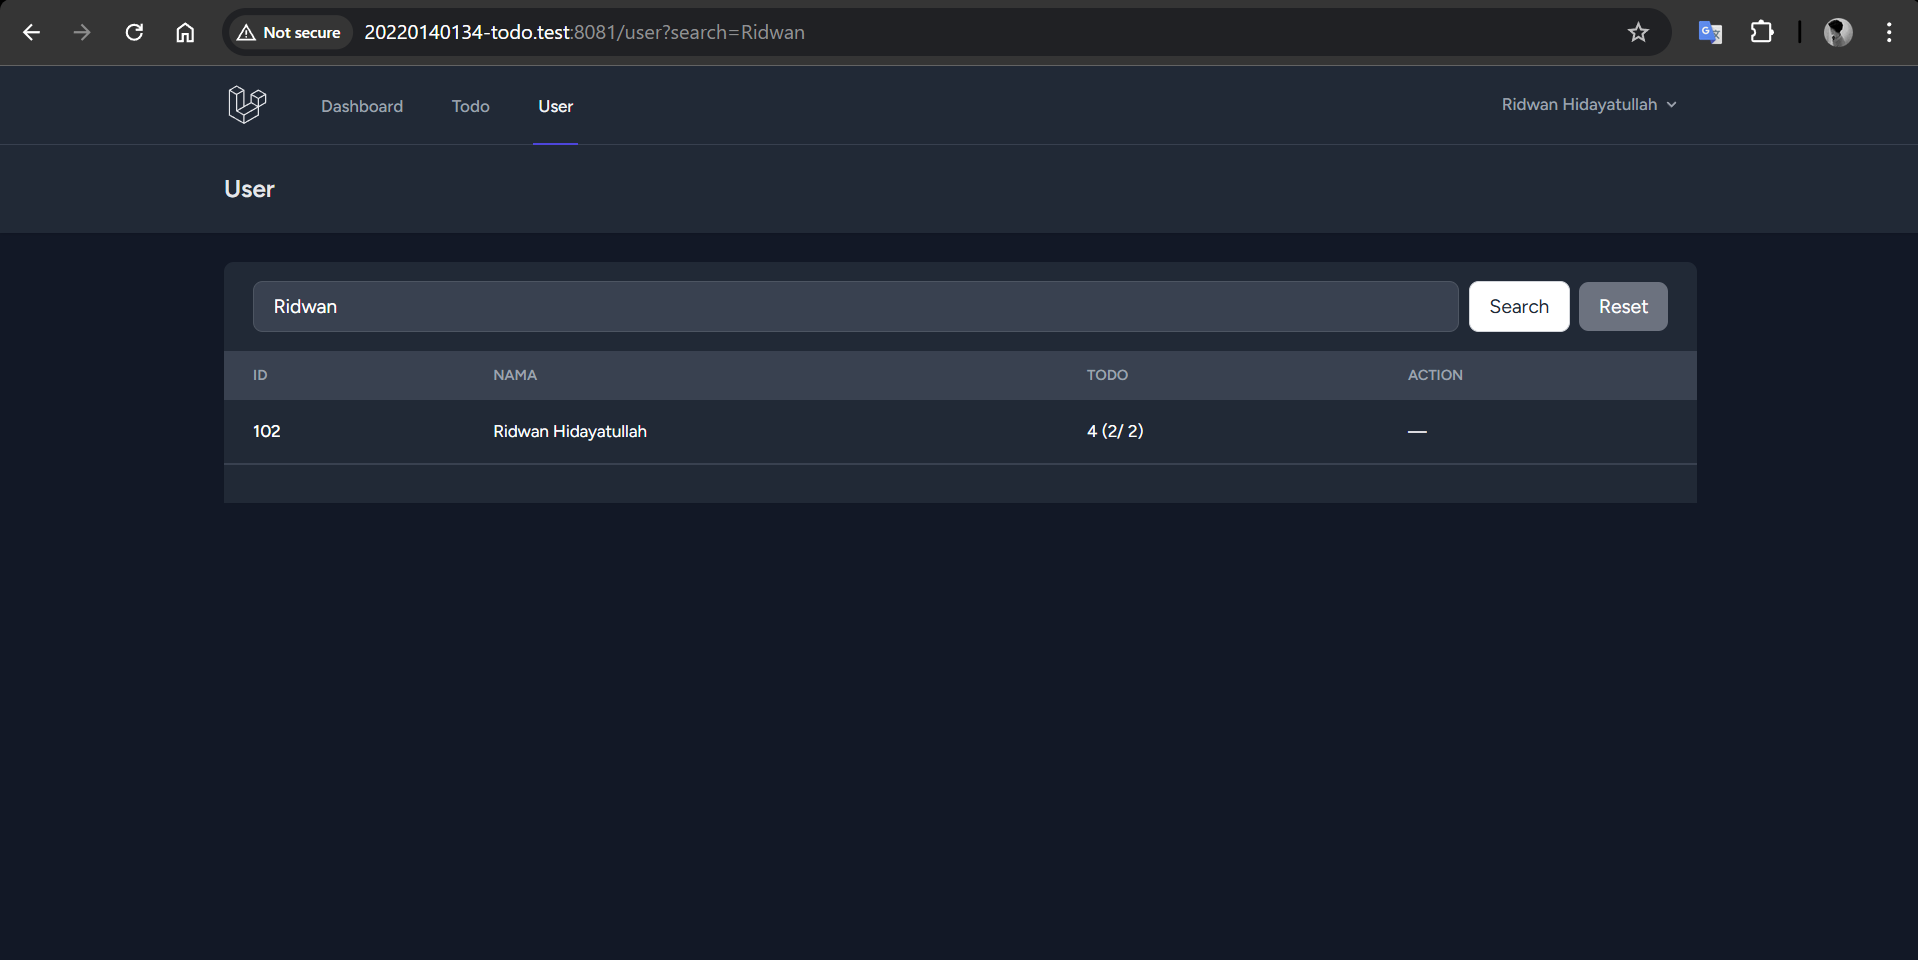 Not secure 20220140134-todo.test:8081/user?search=Ridwan
Dashboard Todo User Ridwan Hidayatullah
User
Ridwan Search Reset
ID NAMA TODO ACTION
102 Ridwan Hidayatullah 4 (2/ 2) —